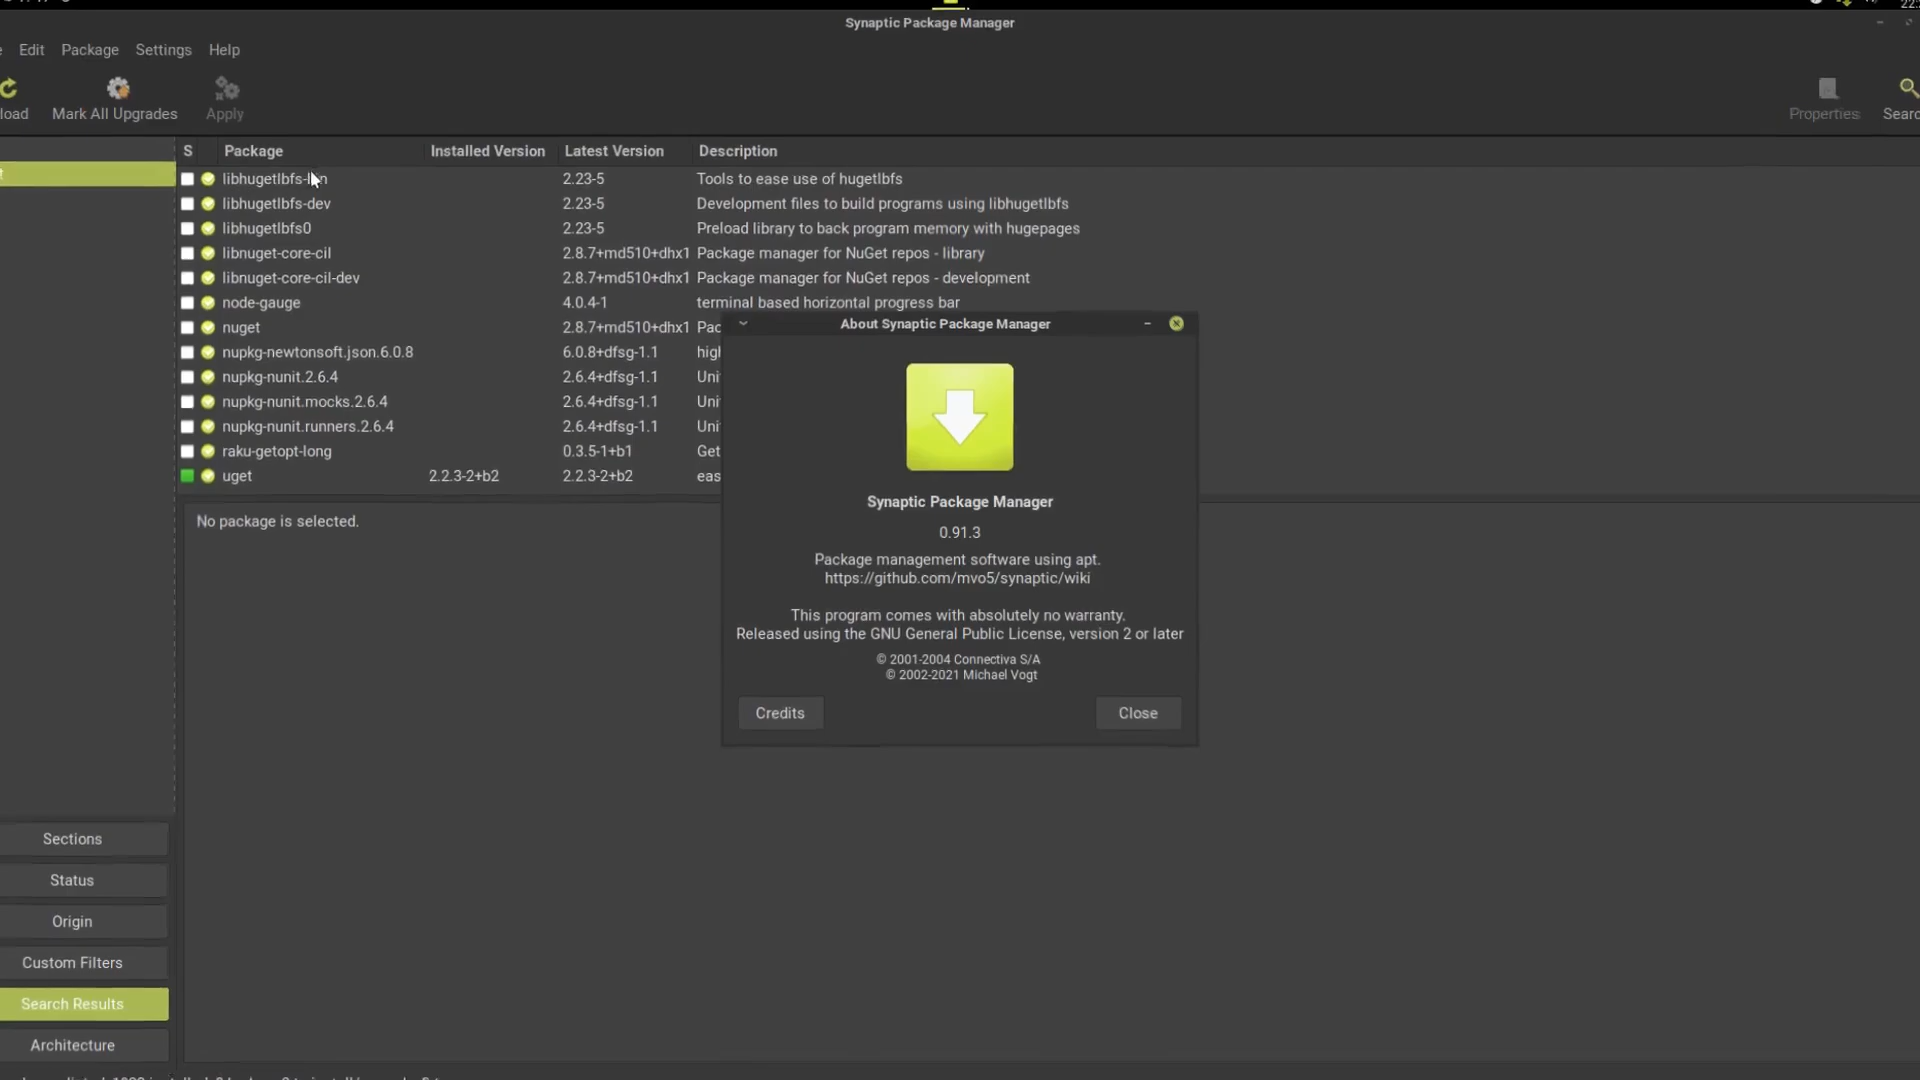 Synaptic Package Manager
Edit Package Settings Help
Mark All Upgrades Apply Properties
S Package Installed Version Latest Version Description
2.23-5 Tools to ease use of hugetlbfs
libhugetlbfs-dev 2.23-5 Development files to build programs using libhugetlbfs
libhugetlbfs0 2.23-5 Preload library to back program memory with hugepages
libnuget-core-cil 2.8.7+md510+dhx1 Package manager for NuGet repos - library
libnuget-core-cil-dev 2.8.7+md510+dhx1 Package manager for NuGet repos - development
node-gauge 4.0.4-1 terminal based horizontal progress bar
nuget 2.8.7+md510+dhx1 Pac
nupkg-newtonsoft.json.6.0.8 6.0.8+dfsg-1.1 hig
nupkg-nunit.2.6.4 2.6.4+dfsg-1.1 Uni
nupkg-nunit.mocks.2.6.4 2.6.4+dfsg-1.1 Uni
nupkg-nunit.runners.2.6.4 2.6.4+dfsg-1.1 Uni
raku-getopt-long 0.3.5-1+b1 Get
uget 2.2.3-2+b2 2.2.3-2+b2 eas
No package is selected.
About Synaptic Package Manager
Synaptic Package Manager
0.91.3
Package management software using apt.
https://github.com/mvo5/synaptic/wiki
This program comes with absolutely no warranty.
Released using the GNU General Public License, version 2 or later
© 2001-2004 Connectiva S/A
© 2002-2021 Michael Vogt
Credits Close
Sections
Status
Origin
Custom Filters
Search Results
Architecture